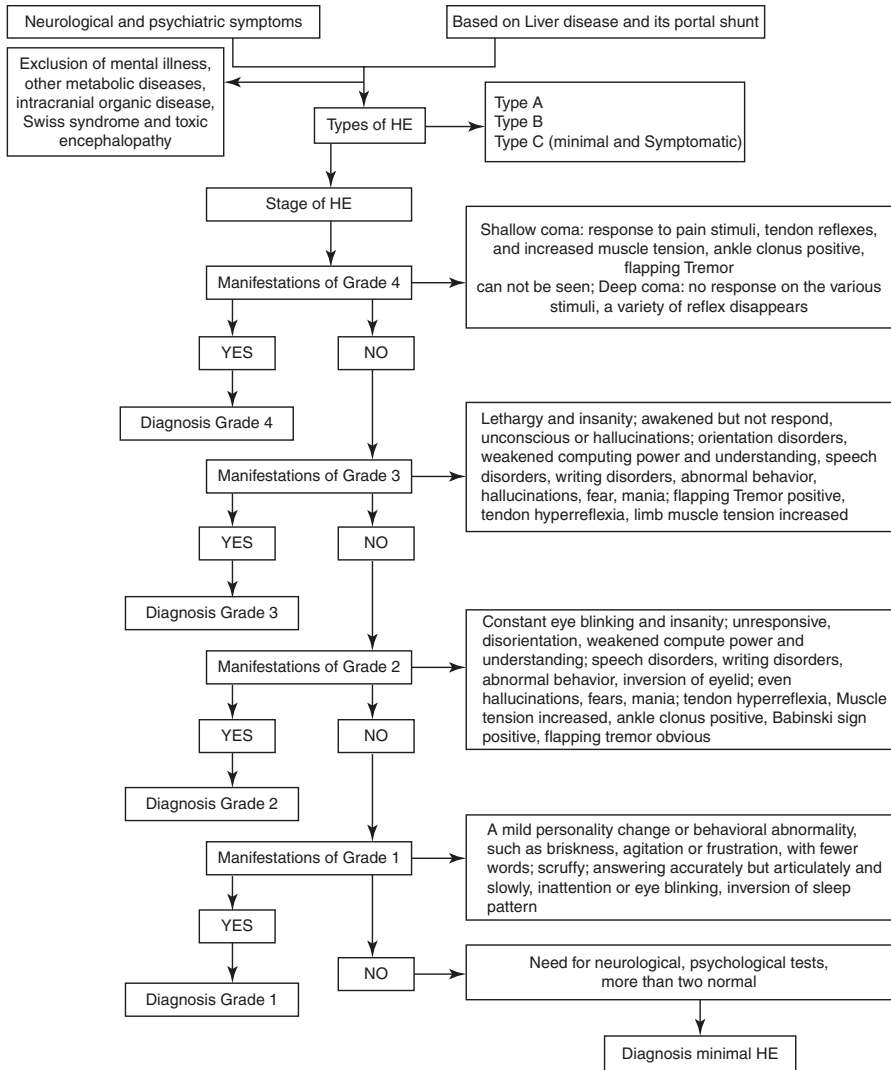 Neurological and psychiatric symptoms
Based on Liver disease and its portal shunt
Exclusion of mental illness,
other metabolic diseases,
intracranial organic disease,
Swiss syndrome and toxic
encephalopathy
Types of HE
Type A
Type B
Type C (minimal and Symptomatic)
Stage of HE
Manifestations of Grade 4
Shallow coma: response to pain stimuli, tendon reflexes,
and increased muscle tension, ankle clonus positive,
flapping Tremor
can not be seen; Deep coma: no response on the various
stimuli, a variety of reflex disappears
YES
NO
Diagnosis Grade 4
Manifestations of Grade 3
Lethargy and insanity; awakened but not respond,
unconscious or hallucinations; orientation disorders,
weakened computing power and understanding, speech
disorders, writing disorders, abnormal behavior,
hallucinations, fear, mania; flapping Tremor positive,
tendon hyperreflexia, limb muscle tension increased
YES
NO
Diagnosis Grade 3
Manifestations of Grade 2
Constant eye blinking and insanity; unresponsive,
disorientation, weakened compute power and
understanding; speech disorders, writing disorders,
abnormal behavior, inversion of eyelid; even
hallucinations, fears, mania; tendon hyperreflexia, Muscle
tension increased, ankle clonus positive, Babinski sign
positive, flapping tremor obvious
YES
NO
Diagnosis Grade 2
Manifestations of Grade 1
A mild personality change or behavioral abnormality,
such as briskness, agitation or frustration, with fewer
words; scruffy; answering accurately but articulately and
slowly, inattention or eye blinking, inversion of sleep
pattern
YES
NO
Diagnosis Grade 1
Need for neurological, psychological tests,
more than two normal
Diagnosis minimal HE